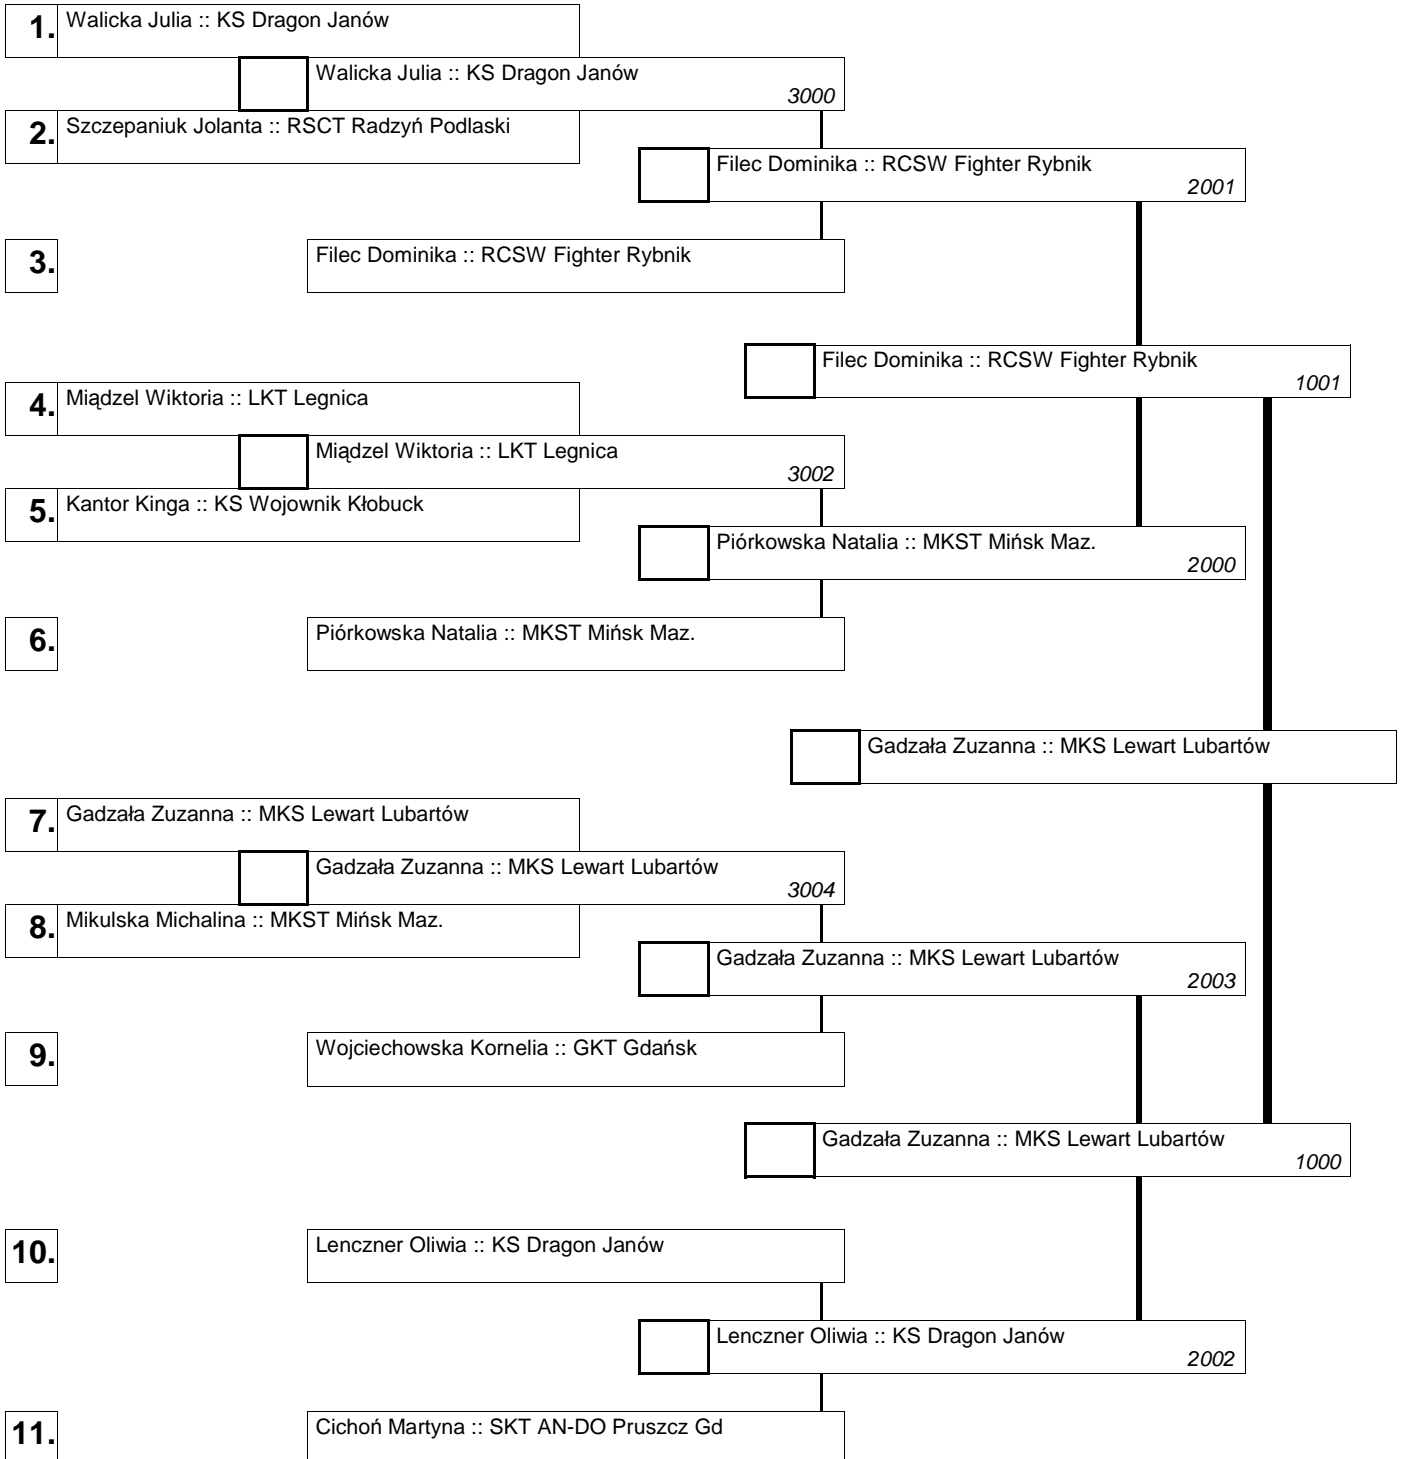 1. Walicka Julia :: KS Dragon Janów
Walicka Julia :: KS Dragon Janów
3000
2. Szczepaniuk Jolanta :: RSCT Radzyń Podlaski
Filec Dominika :: RCSW Fighter Rybnik
2001
3. Filec Dominika :: RCSW Fighter Rybnik
Filec Dominika :: RCSW Fighter Rybnik
1001
4. Miądzel Wiktoria :: LKT Legnica
Miądzel Wiktoria :: LKT Legnica
3002
5. Kantor Kinga :: KS Wojownik Kłobuck
Piórkowska Natalia :: MKST Mińsk Maz.
2000
6. Piórkowska Natalia :: MKST Mińsk Maz.
Gadzała Zuzanna :: MKS Lewart Lubartów
7. Gadzała Zuzanna :: MKS Lewart Lubartów
Gadzała Zuzanna :: MKS Lewart Lubartów
3004
8. Mikulska Michalina :: MKST Mińsk Maz.
Gadzała Zuzanna :: MKS Lewart Lubartów
2003
9. Wojciechowska Kornelia :: GKT Gdańsk
Gadzała Zuzanna :: MKS Lewart Lubartów
1000
10. Lenczner Oliwia :: KS Dragon Janów
Lenczner Oliwia :: KS Dragon Janów
2002
11. Cichoń Martyna :: SKT AN-DO Pruszcz Gd